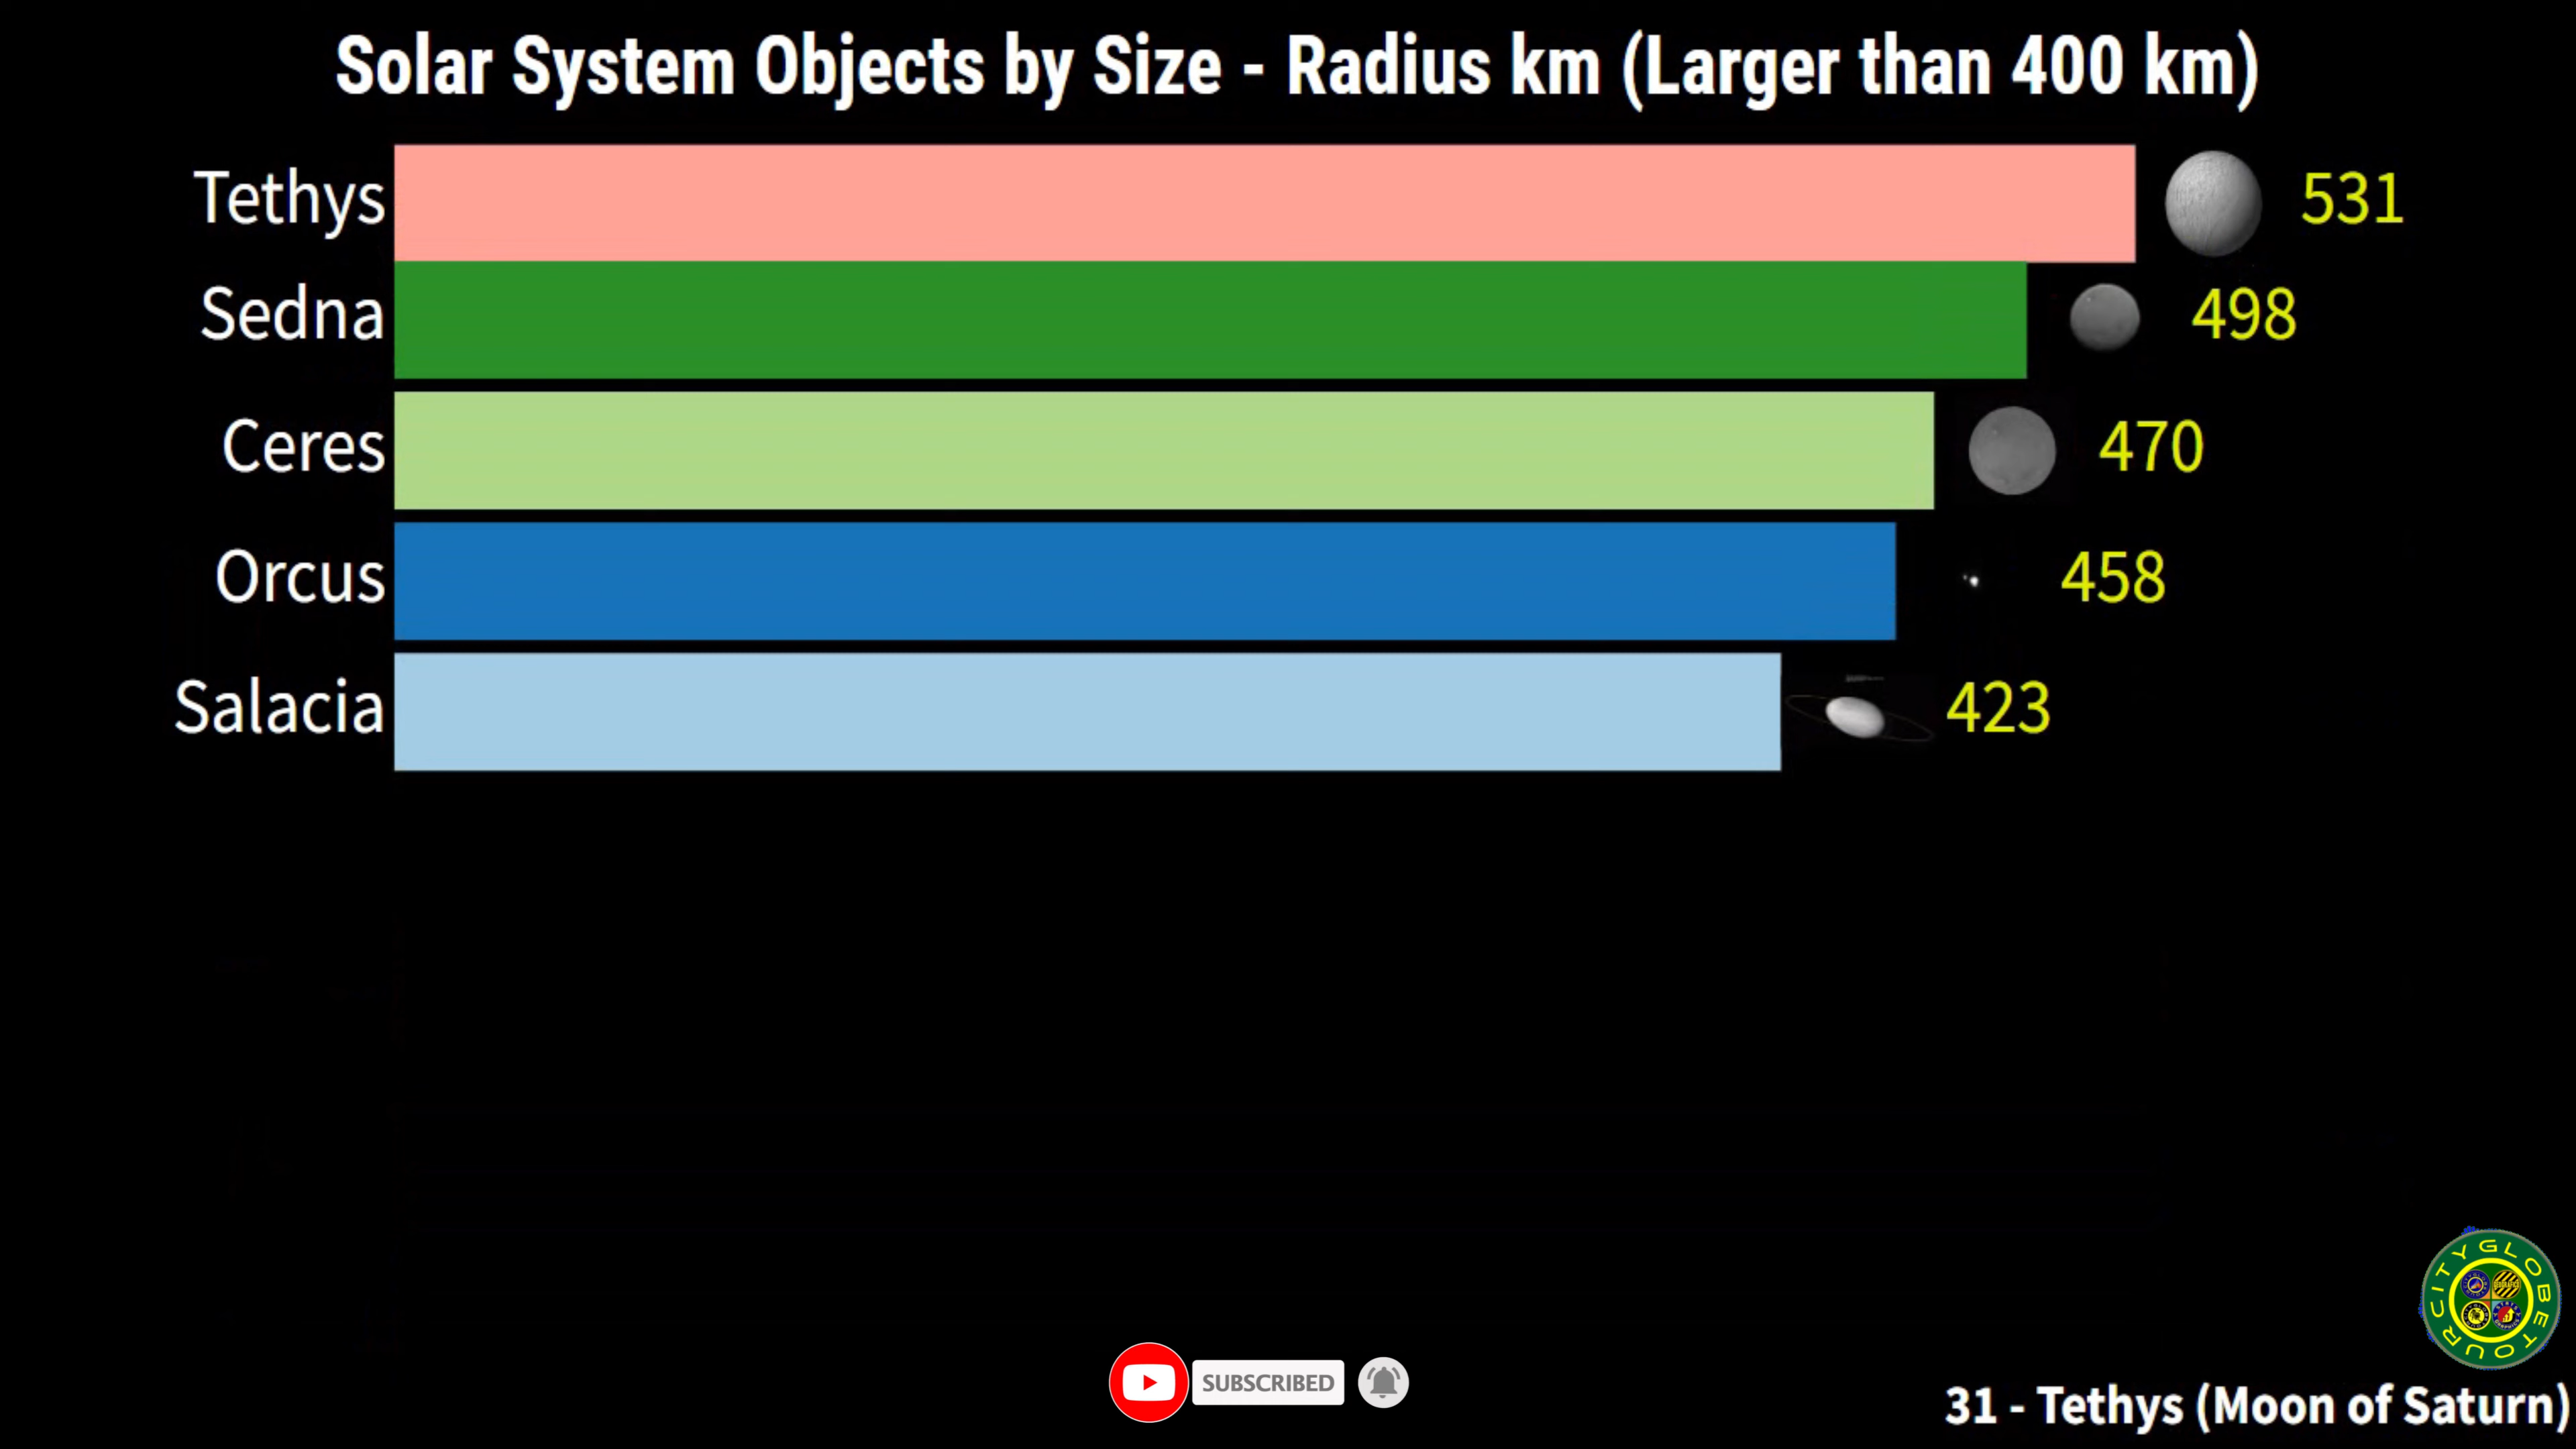 Solar System Objects by Size - Radius km (Larger than 400 km)
Tethys 531
Sedna 498
Ceres 470
Orcus 458
Salacia 423
CITYGLOBETOUR
SUBSCRIBED
31 - Tethys (Moon of Saturn)